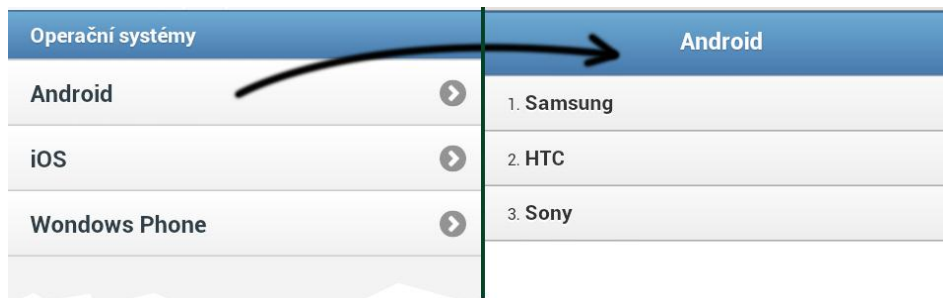 Operační systémy
Android
iOS
Wondows Phone
Android
1. Samsung
2. HTC
3. Sony